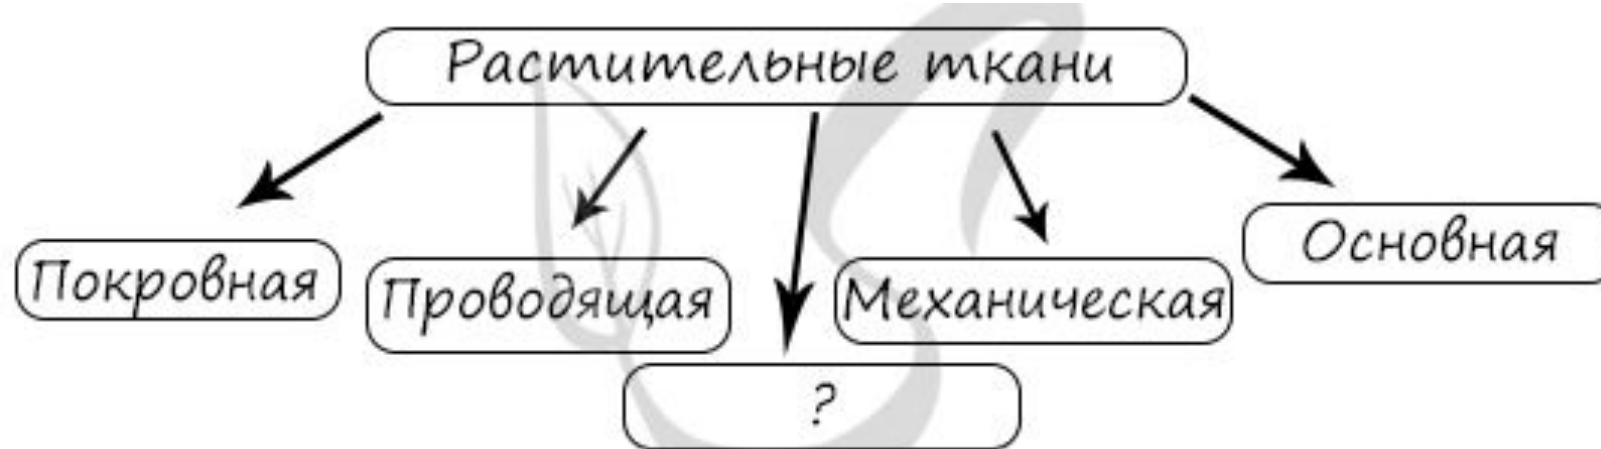 Растительные ткани
Покровная
Проводящая
?
Механическая
Основная